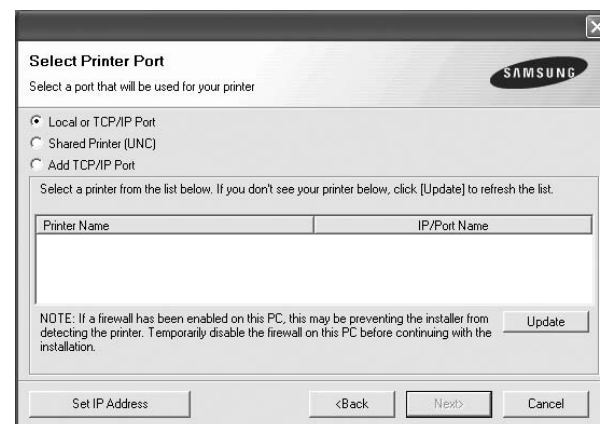 Select Printer Port
Select a port that will be used for your printer
SAMSUNG
Local or TCP/IP Port
Shared Printer (UNC)
Add TCP/IP Port
Select a printer from the list below. If you don't see your printer below, click [Update] to refresh the list.
Printer Name IP/Port Name
NOTE: If a firewall has been enabled on this PC, this may be preventing the installer from
detecting the printer. Temporarily disable the firewall on this PC before continuing with the
installation.
Update
Set IP Address <Back Next> Cancel